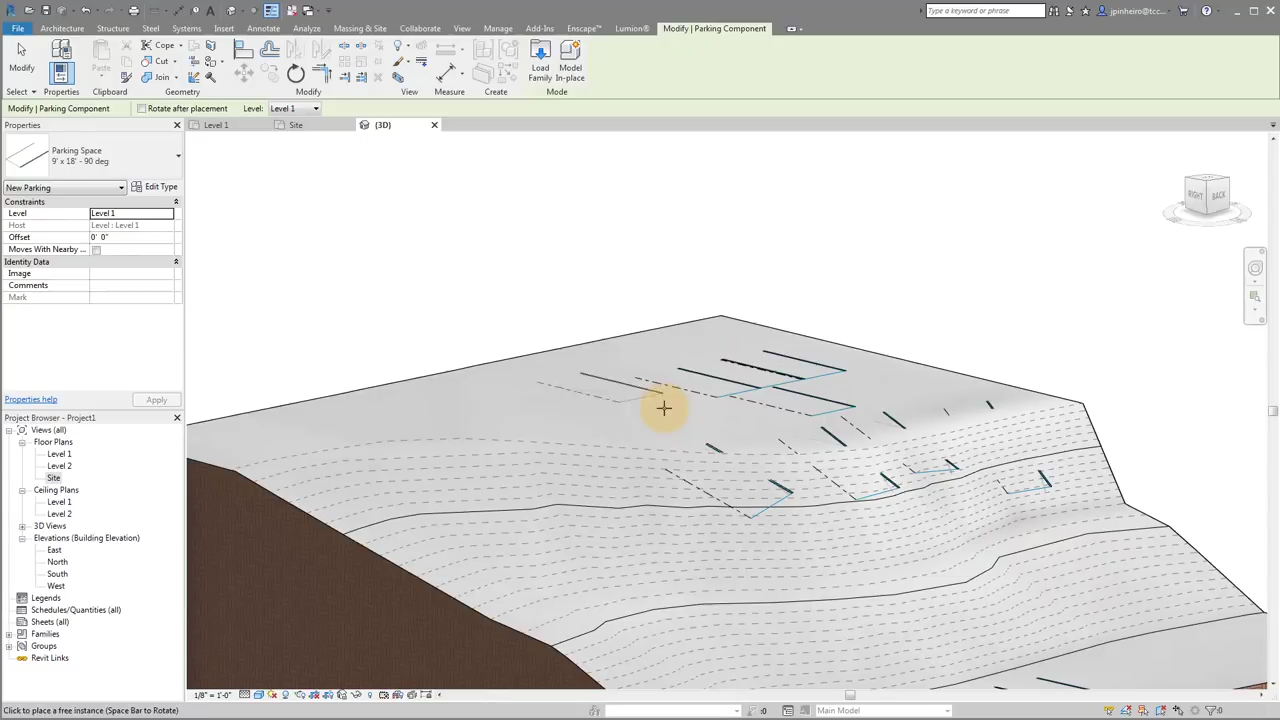 Type a keyword or phrase
jpinheiro@tcc...
File Architecture Structure Steel Systems Insert Annotate Analyze Massing & Site Collaborate View Manage Add-Ins Enscape™ Lumion® Modify | Parking Component
Modify
Paste
Cope
Cut
Join
Load Family
Model In-place
Select Properties Clipboard Geometry Modify View Measure Create Mode
Modify | Parking Component Rotate after placement Level: Level 1
Properties
Level 1 Site {3D}
Parking Space
9' x 18' - 90 deg
New Parking Edit Type
Constraints
Level Level 1
Host Level : Level 1
Offset 0' 0"
Moves With Nearby ...
Identity Data
Image
Comments
Mark
Properties help Apply
RIGHT BACK
Project Browser - Project1
Views (all)
Floor Plans
Level 1
Level 2
Site
Ceiling Plans
Level 1
Level 2
3D Views
Elevations (Building Elevation)
East
North
South
West
Legends
Schedules/Quantities (all)
Sheets (all)
Families
Groups
Revit Links
1/8" = 1'-0"
Click to place a free instance (Space Bar to rotate) :0 Main Model :0